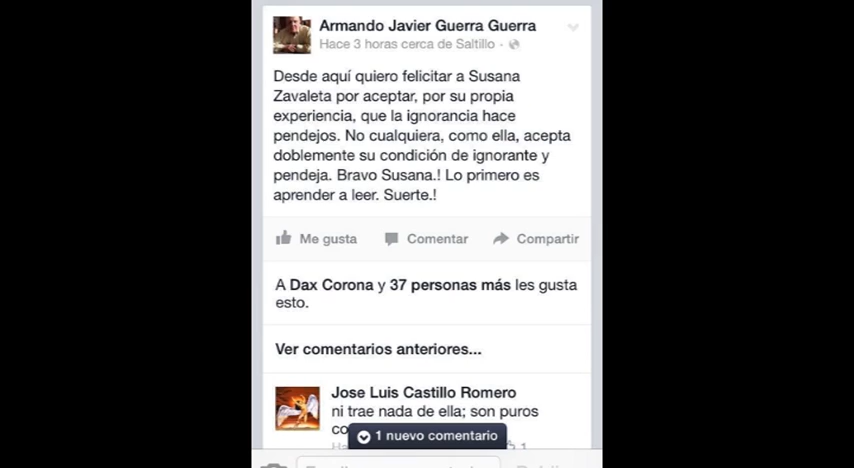 Armando Javier Guerra Guerra
Hace 3 horas cerca de Saltillo ·
Desde aquí quiero felicitar a Susana
Zavaleta por aceptar, por su propia
experiencia, que la ignorancia hace
pendejos. No cualquiera, como ella, acepta
doblemente su condición de ignorante y
pendeja. Bravo Susana.! Lo primero es
aprender a leer. Suerte.!
Me gusta Comentar Compartir
A Dax Corona y 37 personas más les gusta
esto.
Ver comentarios anteriores...
Jose Luis Castillo Romero
ni trae nada de ella; son puros
1 nuevo comentario
1